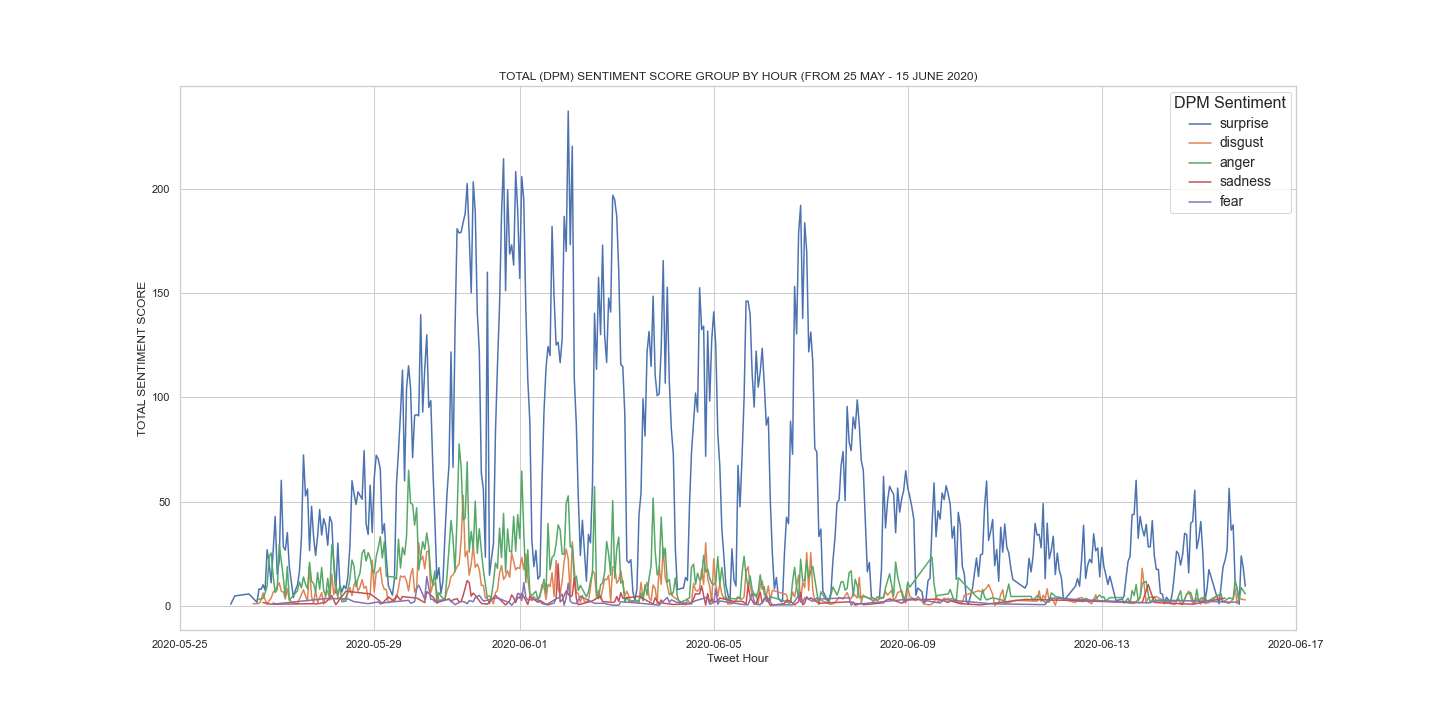 TOTAL (DPM) SENTIMENT SCORE GROUP BY HOUR (FROM 25 MAY - 15 JUNE 2020)
DPM Sentiment
surprise
disgust
anger
sadness
fear
TOTAL SENTIMENT SCORE
200
150
100
50
0
2020-05-25
2020-05-29
2020-06-01
2020-06-05
2020-06-09
2020-06-13
2020-06-17
Tweet Hour